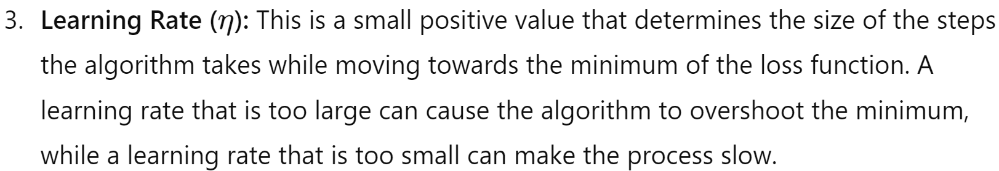 3. Learning Rate (η): This is a small positive value that determines the size of the steps
the algorithm takes while moving towards the minimum of the loss function. A
learning rate that is too large can cause the algorithm to overshoot the minimum,
while a learning rate that is too small can make the process slow.